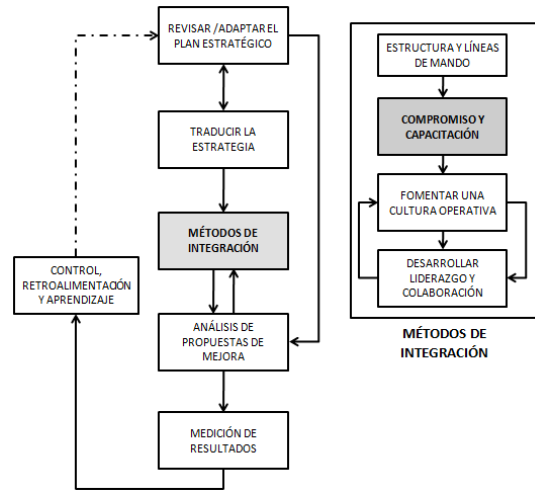 REVISAR /ADAPTAR EL
PLAN ESTRATÉGICO
TRADUCIR LA
ESTRATEGIA
MÉTODOS DE
INTEGRACIÓN
CONTROL,
RETROALIMENTACIÓN
Y APRENDIZAJE
ANÁLISIS DE
PROPUESTAS DE
MEJORA
MEDICIÓN DE
RESULTADOS
ESTRUCTURA Y LÍNEAS
DE MANDO
COMPROMISO Y
CAPACITACIÓN
FOMENTAR UNA
CULTURA OPERATIVA
DESARROLLAR
LIDERAZGO Y
COLABORACIÓN
MÉTODOS DE
INTEGRACIÓN